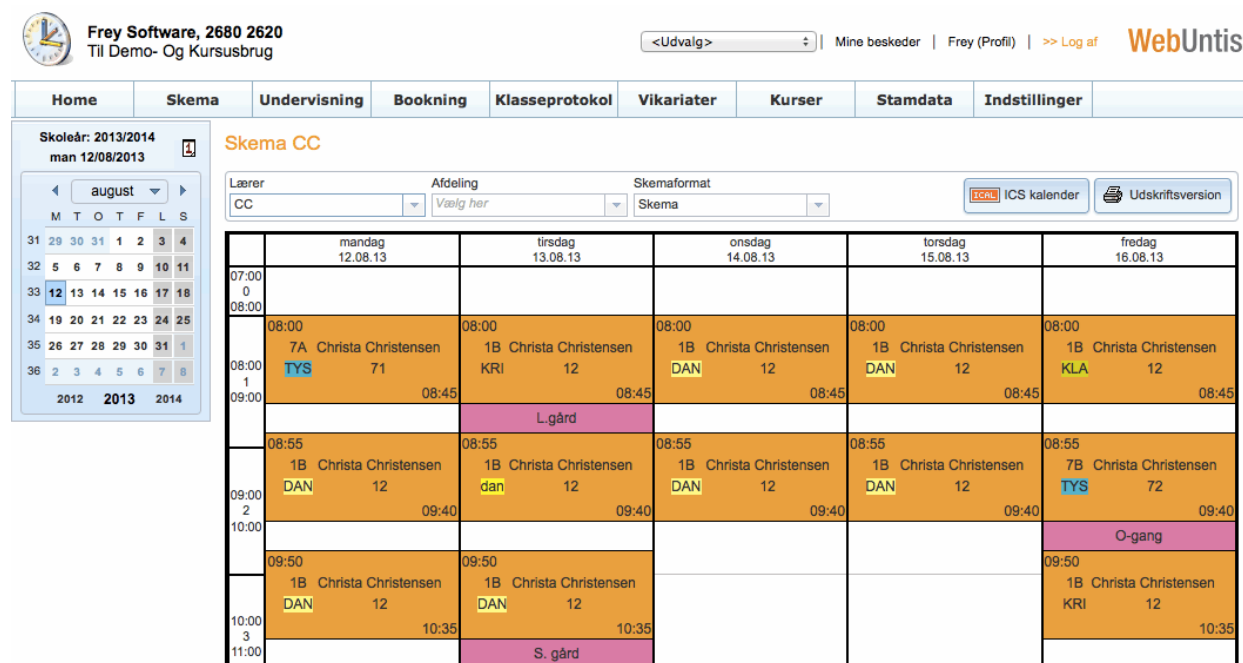 Frey Software, 2680 2620
Til Demo- Og Kursusbrug
<Udvalg> | Mine beskeder | Frey (Profil) | >> Log af
WebUntis
Home Skema Undervisning Bookning Klasseprotokol Vikariater Kurser Stamdata Indstillinger
Skoleår: 2013/2014
man 12/08/2013
1
august
M T O T F L S
31 29 30 31 1 2 3 4
32 5 6 7 8 9 10 11
33 12 13 14 15 16 17 18
34 19 20 21 22 23 24 25
35 26 27 28 29 30 31 1
36 2 3 4 5 6 7 8
2012 2013 2014
Skema CC
Lærer Afdeling Skemaformat
CC Vælg her Skema
ICAL ICS kalender Udskriftsversion
mandag tirsdag onsdag torsdag fredag
12.08.13 13.08.13 14.08.13 15.08.13 16.08.13
07:00
0
08:00
08:00 08:00 08:00 08:00 08:00
7A Christa Christensen 1B Christa Christensen 1B Christa Christensen 1B Christa Christensen 1B Christa Christensen
08:00 TYS 71 KRI 12 DAN 12 DAN 12 KLA 12
1
09:00 08:45 08:45 08:45 08:45 08:45
L.gård
08:55 08:55 08:55 08:55 08:55
1B Christa Christensen 1B Christa Christensen 1B Christa Christensen 1B Christa Christensen 7B Christa Christensen
09:00 DAN 12 dan 12 DAN 12 DAN 12 TYS 72
2 09:40 09:40 09:40 09:40 09:40
10:00
O-gang
09:50 09:50 09:50
1B Christa Christensen 1B Christa Christensen 1B Christa Christensen
DAN 12 DAN 12 KRI 12
10:00
3 10:35 10:35 10:35
11:00 S. gård